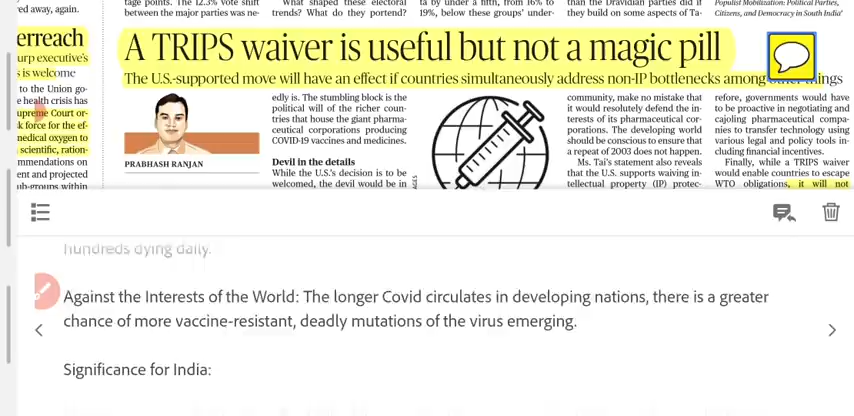 red away, again.
erreach
urp executive's
s is welcome
to the Union go-
e health crisis has
upreme Court or-
sk force for the ef-
medical oxygen to
scientific, ration-
mmendations on
ent and projected
ub-groups within
tage points. The 12.3% vote shift
between the major parties was ne-
What shaped these electoral
trends? What do they portend?
ta by under a fifth, from 16% to
19%, below these groups' under-
than the Dravidian parties did if
they build on some aspects of Ta-
Populist Mobilization: Political Parties,
Citizens, and Democracy in South India'
A TRIPS waiver is useful but not a magic pill
The U.S.-supported move will have an effect if countries simultaneously address non-IP bottlenecks among other things
PRABHASH RANJAN
edly is. The stumbling block is the
political will of the richer coun-
tries that house the giant pharma-
ceutical corporations producing
COVID-19 vaccines and medicines.
Devil in the details
While the U.S.'s decision is to be
welcomed, the devil would be in
AGES
community, make no mistake that
it would resolutely defend the in-
terests of its pharmaceutical cor-
porations. The developing world
should be conscious to ensure that
a repeat of 2003 does not happen.
Ms. Tai's statement also reveals
that the U.S. supports waiving in-
tellectual property (IP) protec-
refore, governments would have
to be proactive in negotiating and
cajoling pharmaceutical compa-
nies to transfer technology using
various legal and policy tools in-
cluding financial incentives.
Finally, while a TRIPS waiver
would enable countries to escape
WTO obligations, it will not
hundreds dying daily.
Against the Interests of the World: The longer Covid circulates in developing nations, there is a greater
chance of more vaccine-resistant, deadly mutations of the virus emerging.
Significance for India: